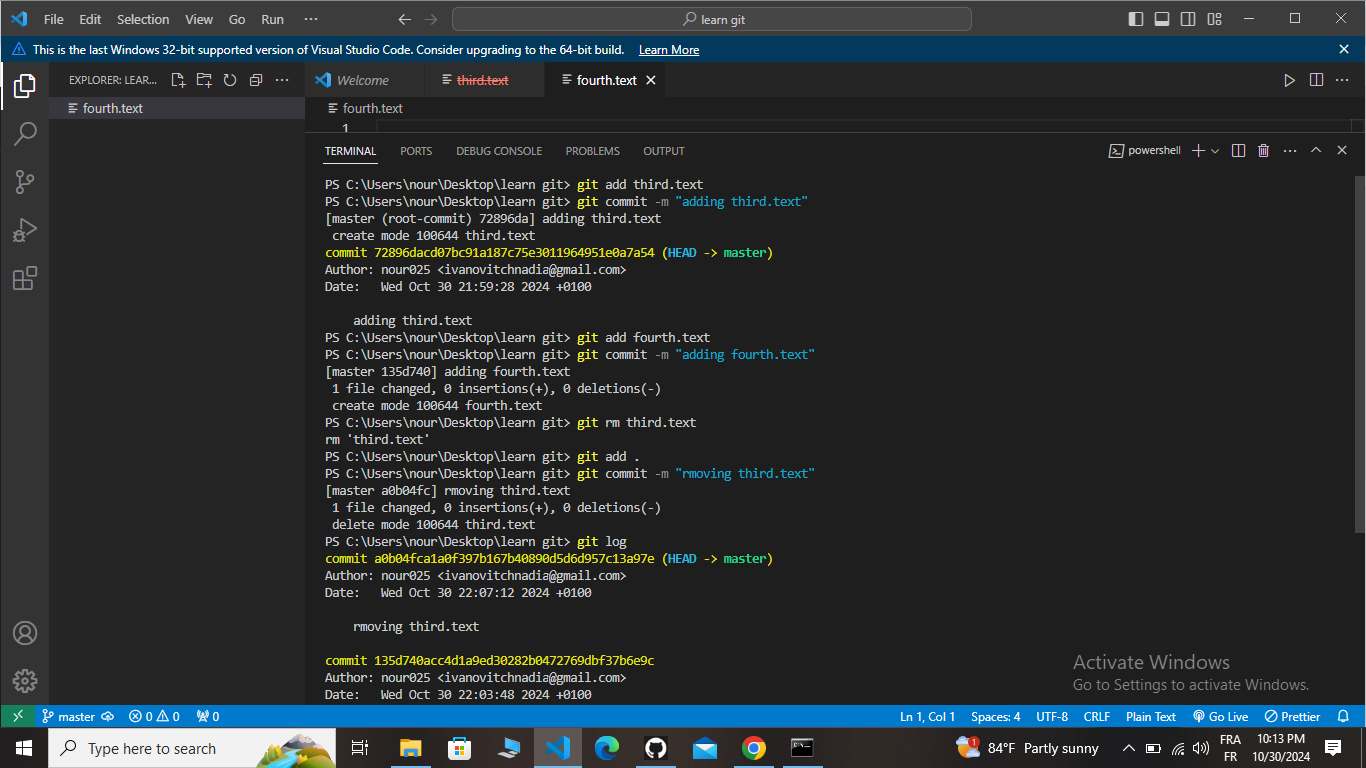 File Edit Selection View Go Run ··· learn git
This is the last Windows 32-bit supported version of Visual Studio Code. Consider upgrading to the 64-bit build. Learn More
EXPLORER: LEAR... Welcome third.text fourth.text
fourth.text fourth.text
1
TERMINAL PORTS DEBUG CONSOLE PROBLEMS OUTPUT powershell
PS C:\Users\nour\Desktop\learn git> git add third.text
PS C:\Users\nour\Desktop\learn git> git commit -m "adding third.text"
[master (root-commit) 72896da] adding third.text
 create mode 100644 third.text
commit 72896dacd07bc91a187c75e3011964951e0a7a54 (HEAD -> master)
Author: nour025 <ivanovitchnadia@gmail.com>
Date:   Wed Oct 30 21:59:28 2024 +0100
    adding third.text
PS C:\Users\nour\Desktop\learn git> git add fourth.text
PS C:\Users\nour\Desktop\learn git> git commit -m "adding fourth.text"
[master 135d740] adding fourth.text
 1 file changed, 0 insertions(+), 0 deletions(-)
 create mode 100644 fourth.text
PS C:\Users\nour\Desktop\learn git> git rm third.text
rm 'third.text'
PS C:\Users\nour\Desktop\learn git> git add .
PS C:\Users\nour\Desktop\learn git> git commit -m "rmoving third.text"
[master a0b04fc] rmoving third.text
 1 file changed, 0 insertions(+), 0 deletions(-)
 delete mode 100644 third.text
PS C:\Users\nour\Desktop\learn git> git log
commit a0b04fca1a0f397b167b40890d5d6d957c13a97e (HEAD -> master)
Author: nour025 <ivanovitchnadia@gmail.com>
Date:   Wed Oct 30 22:07:12 2024 +0100
    rmoving third.text
commit 135d740acc4d1a9ed30282b0472769dbf37b6e9c
Author: nour025 <ivanovitchnadia@gmail.com>
Date:   Wed Oct 30 22:03:48 2024 +0100
Activate Windows
Go to Settings to activate Windows.
master 0 0 0 Ln 1, Col 1 Spaces: 4 UTF-8 CRLF Plain Text Go Live Prettier
Type here to search 1 84°F Partly sunny FRA 10:13 PM
FR 10/30/2024